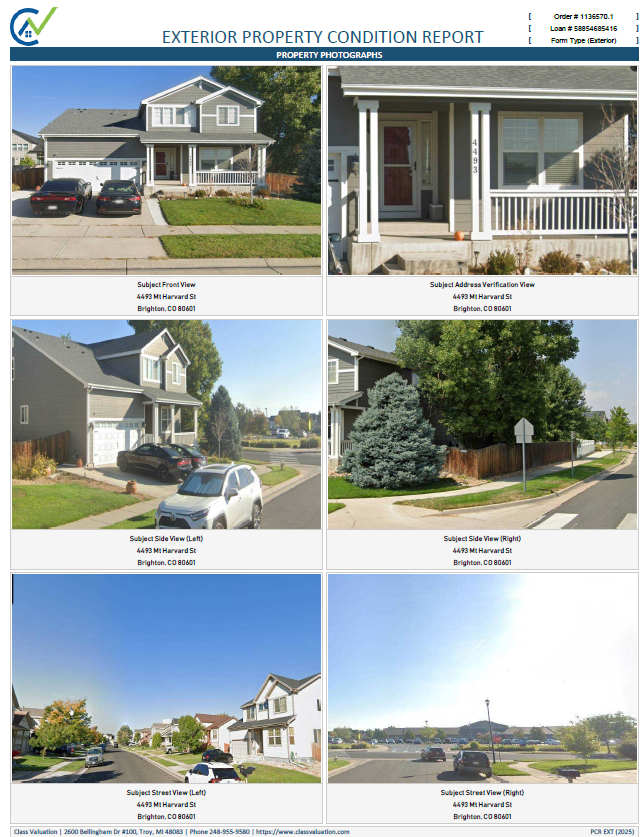 [ Order # 1136570.1 ]
[ Loan # 58854685416 ]
EXTERIOR PROPERTY CONDITION REPORT
[ Form Type (Exterior) ]
PROPERTY PHOTOGRAPHS
4493
Subject Front View
4493 Mt Harvard St
Brighton, CO 80601
Subject Address Verification View
4493 Mt Harvard St
Brighton, CO 80601
Subject Side View (Left)
4493 Mt Harvard St
Brighton, CO 80601
Subject Side View (Right)
4493 Mt Harvard St
Brighton, CO 80601
Subject Street View (Left)
4493 Mt Harvard St
Brighton, CO 80601
Subject Street View (Right)
4493 Mt Harvard St
Brighton, CO 80601
Class Valuation | 2600 Bellingham Dr #100, Troy, MI 48083 | Phone 248-955-9580 | https://www.classvaluation.com
PCR EXT (2025)